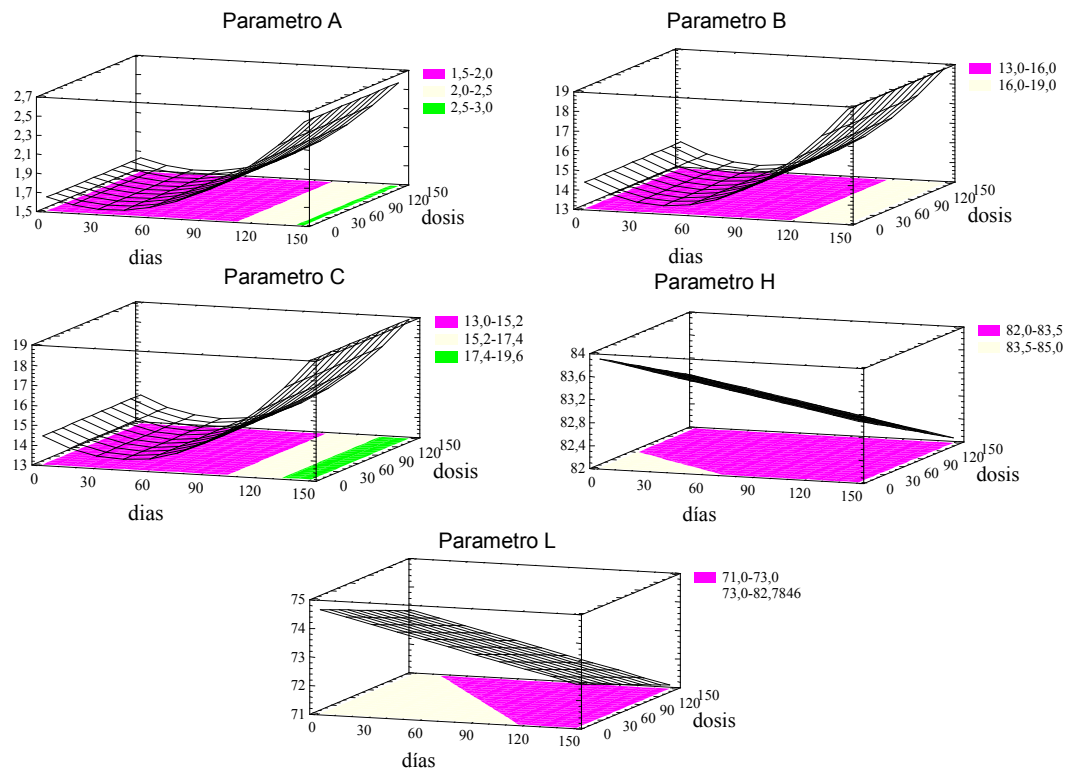 Parametro A
1,5-2,0
2,0-2,5
2,5-3,0
2,7
2,5
2,3
2,1
1,9
1,7
1,5
0 30 60 90 120 150
dias
0 30 60 90 120 150
dosis
Parametro B
13,0-16,0
16,0-19,0
19
18
17
16
15
14
13
0 30 60 90 120 150
dias
0 30 60 90 120 150
dosis
Parametro C
13,0-15,2
15,2-17,4
17,4-19,6
19
18
17
16
15
14
13
0 30 60 90 120 150
dias
0 30 60 90 120 150
dosis
Parametro H
82,0-83,5
83,5-85,0
84
83,6
83,2
82,8
82,4
82
0 30 60 90 120 150
días
0 30 60 90 120 150
dosis
Parametro L
71,0-73,0
73,0-82,7846
75
74
73
72
71
0 30 60 90 120 150
días
0 30 60 90 120 150
dosis